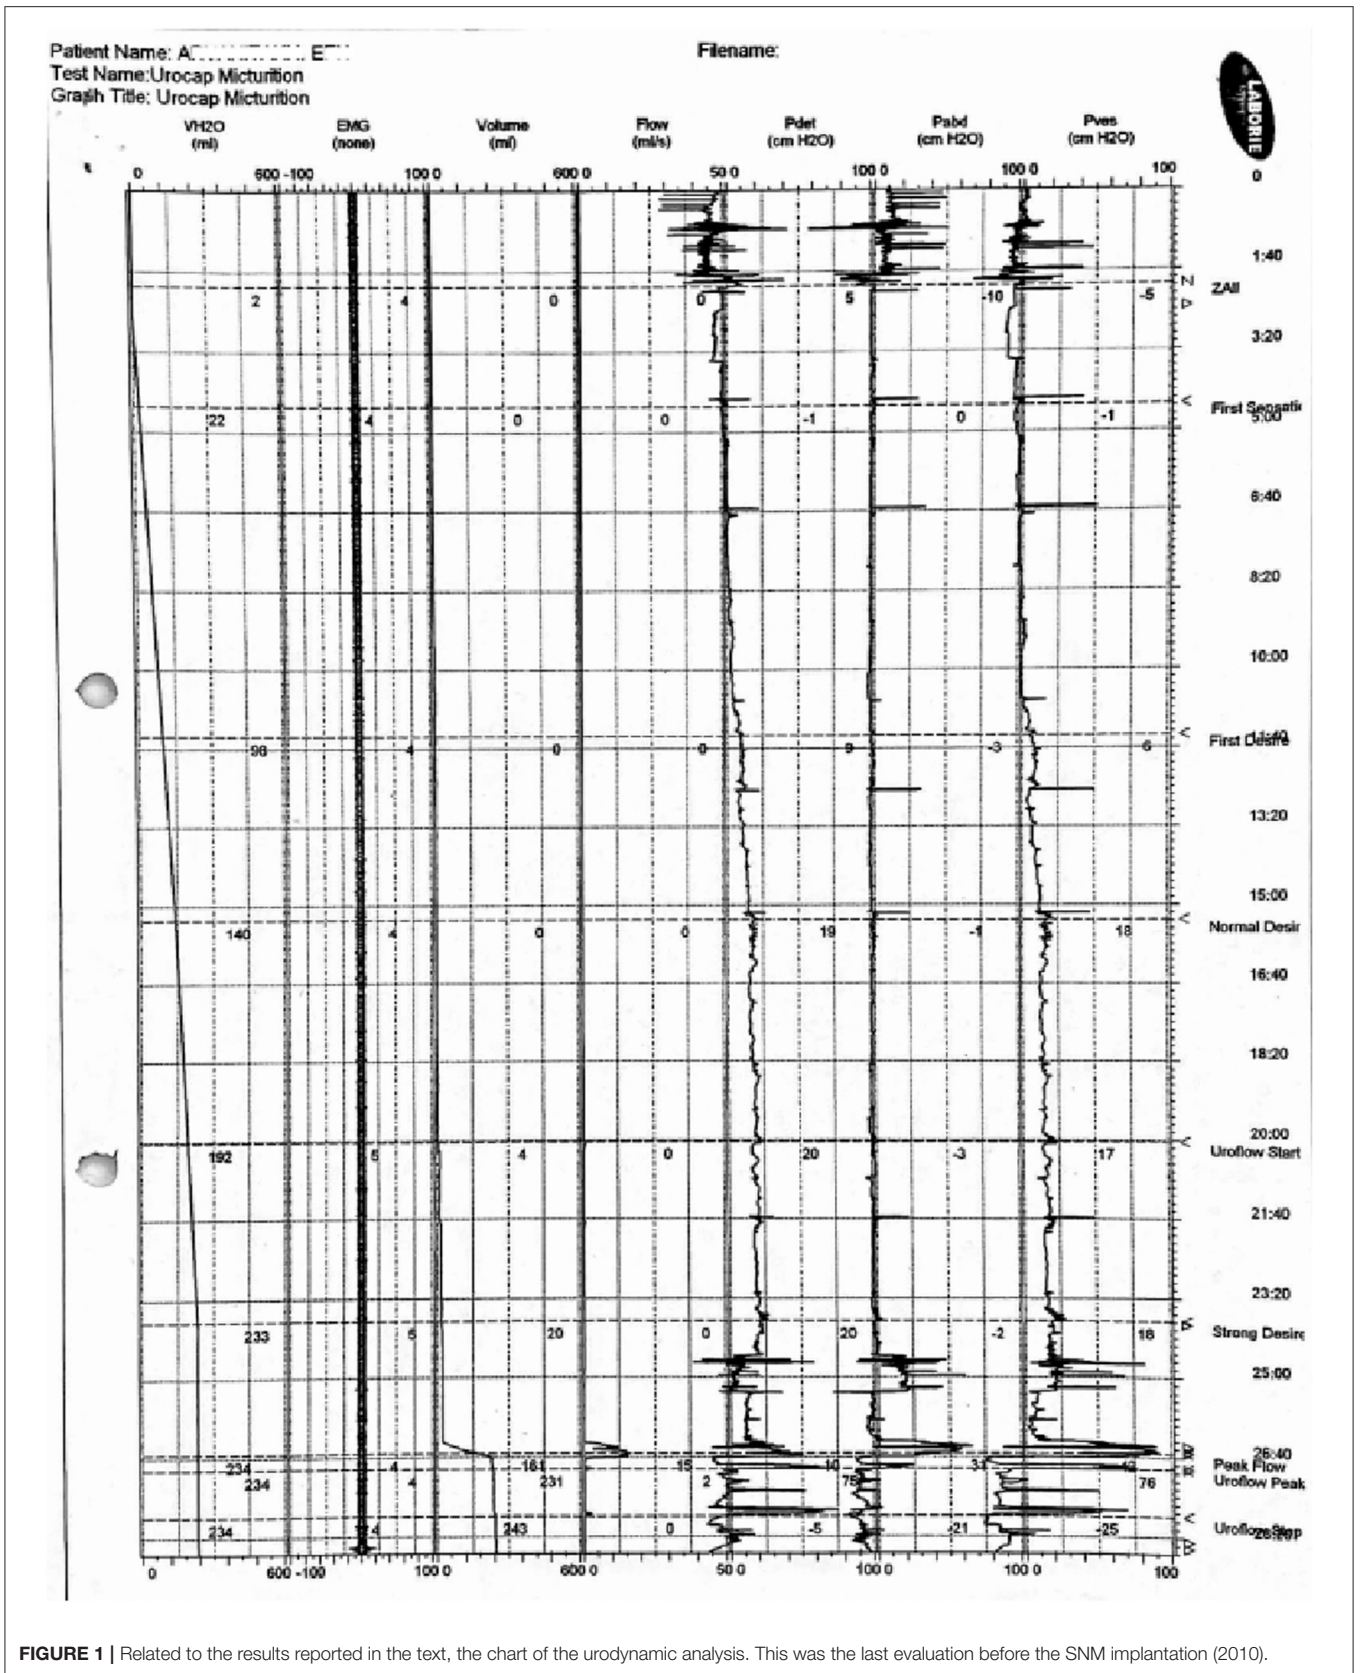 Patient Name: A E
Filename:
Test Name:Urocap Micturition
Graph Title: Urocap Micturition
LABORIE
VH2O EMG Volume Flow Pdet Pabd Pves
(ml) (none) (ml) (ml/s) (cm H2O) (cm H2O) (cm H2O)
0 600 -100 100 0 600 0 50 0 100 0 100 0 100 0
1:40
2 4 0 0 5 -10 -5 ZAll
3:20
22 4 0 0 -1 0 -1 First Sensatio
5:00
6:40
8:20
10:00
11:40
98 4 0 0 9 -3 6 First Desire
13:20
15:00
140 4 0 0 19 -1 18 Normal Desir
16:40
18:20
20:00
192 5 4 0 20 -3 17 Uroflow Start
21:40
23:20
233 5 20 0 20 -2 18 Strong Desire
25:00
26:40
234 4 161 15 10 Peak Flow
234 4 231 2 75 76 Uroflow Peak
234 243 0 -5 -21 -25 Uroflow Stop
0 600 -100 100 0 600 0 50 0 100 0 100 0 100
FIGURE 1 | Related to the results reported in the text, the chart of the urodynamic analysis. This was the last evaluation before the SNM implantation (2010).